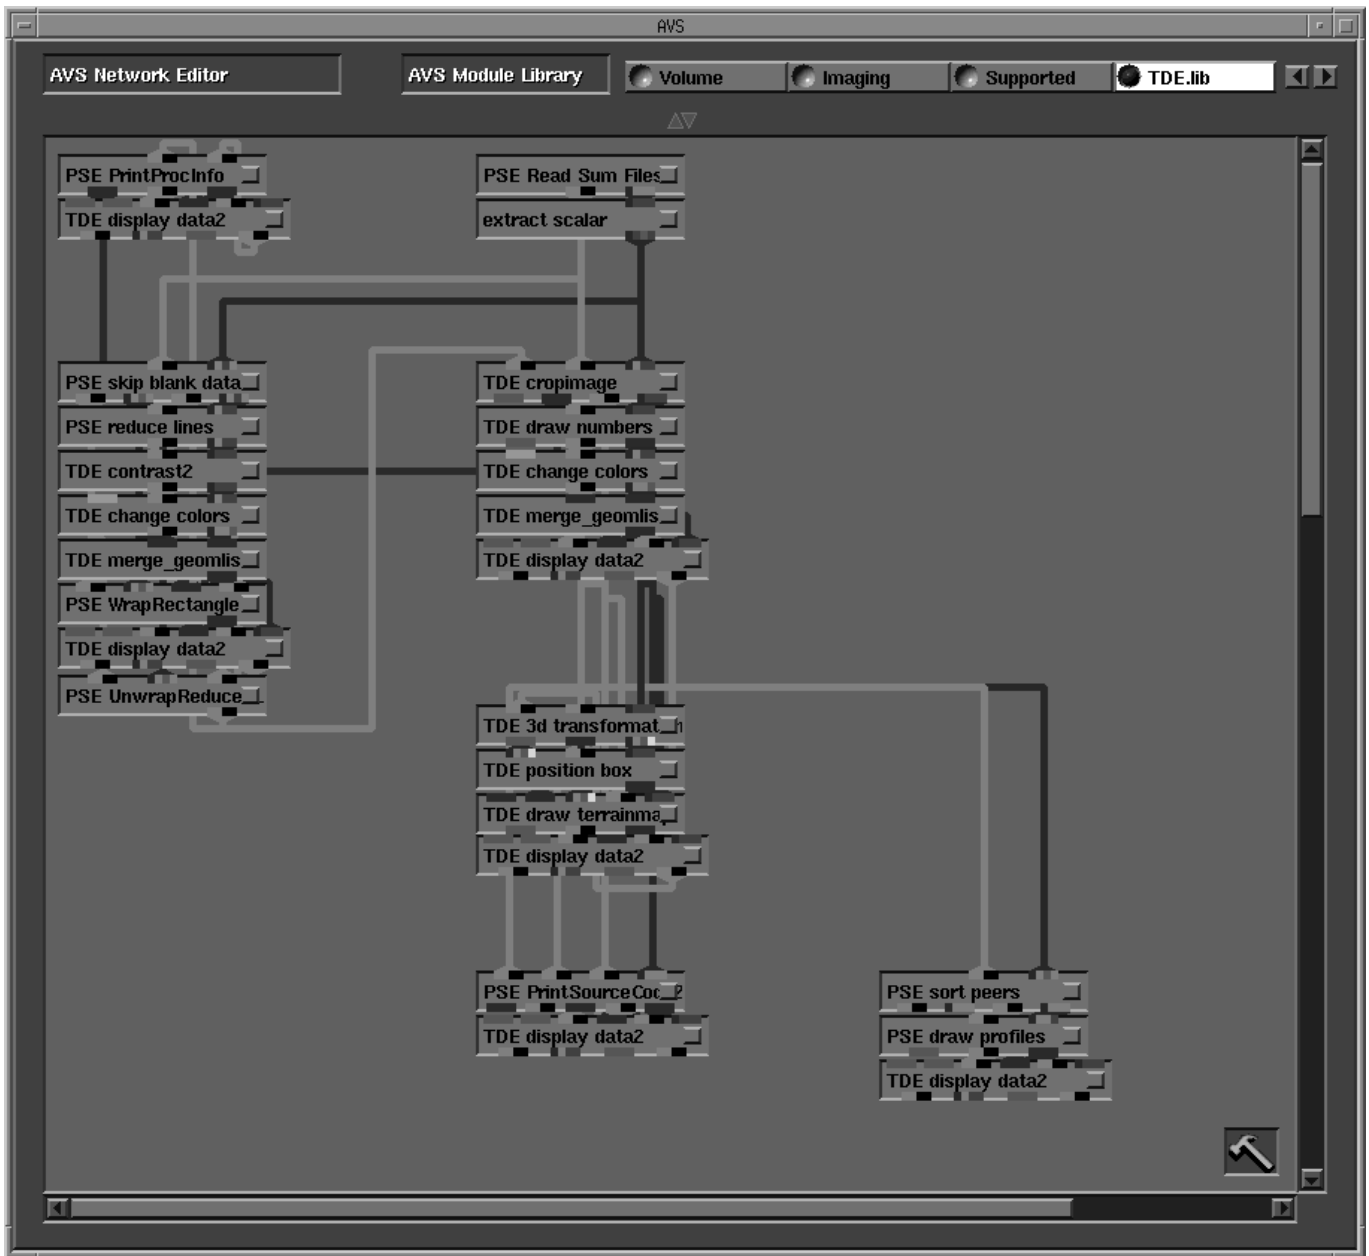 AVS
AVS Network Editor
AVS Module Library
Volume
Imaging
Supported
TDE.lib
PSE PrintProcInfo
TDE display data2
PSE Read Sum Files
extract scalar
PSE skip blank data
PSE reduce lines
TDE contrast2
TDE change colors
TDE merge_geomlis
PSE WrapRectangle
TDE display data2
PSE UnwrapReduce_
TDE cropimage
TDE draw numbers
TDE change colors
TDE merge_geomlis
TDE display data2
TDE 3d transformat
TDE position box
TDE draw terrainma
TDE display data2
PSE PrintSourceCo
TDE display data2
PSE sort peers
PSE draw profiles
TDE display data2